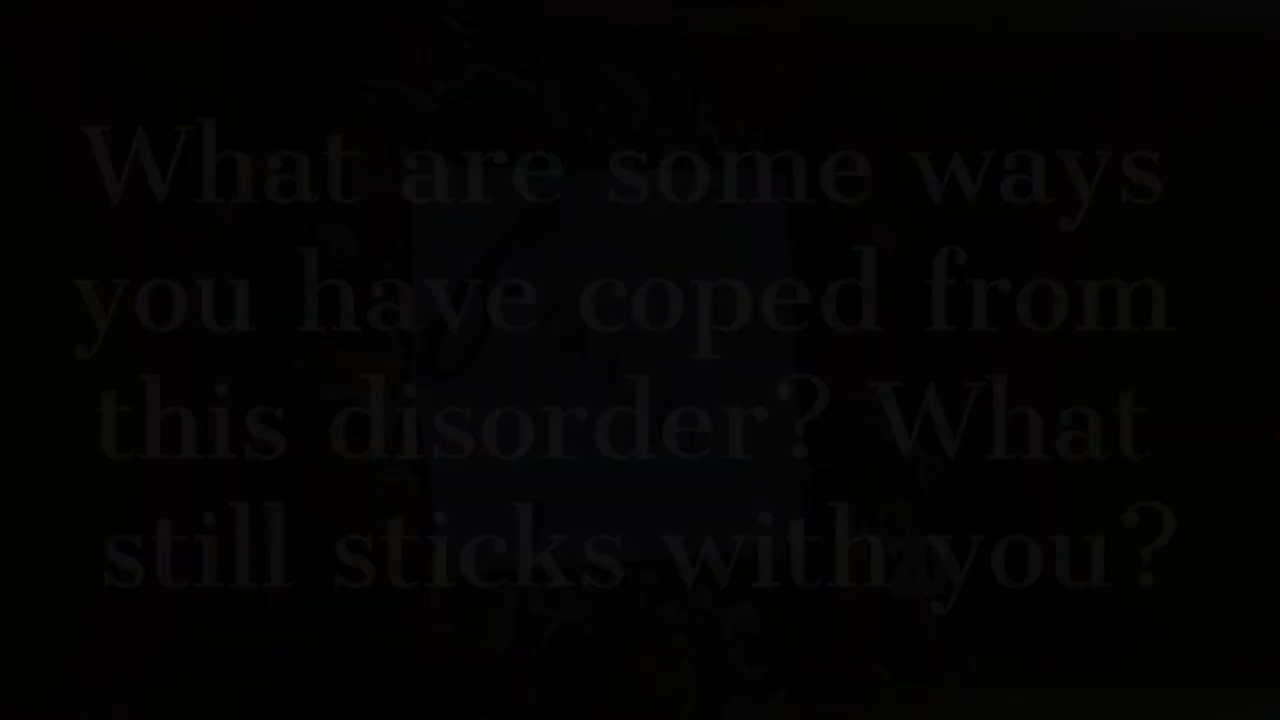 What are some ways
you have coped from
this disorder? What
still sticks with you?